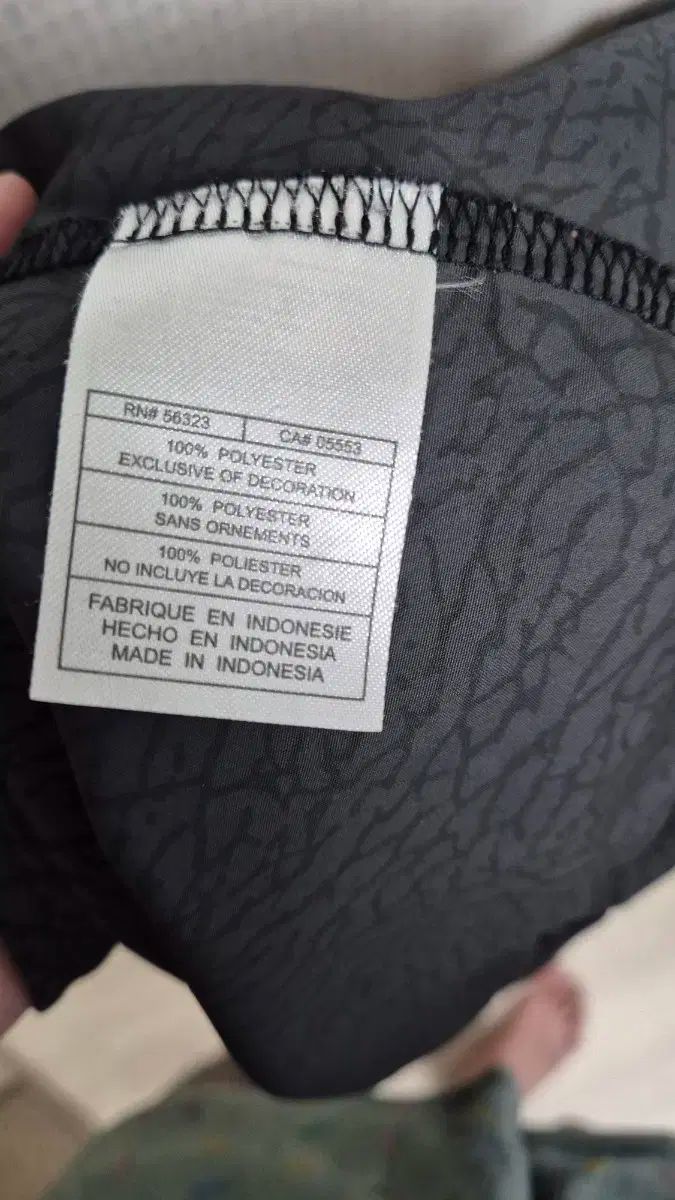 RN# 56323
CA# 05553
100% POLYESTER
EXCLUSIVE OF DECORATION
100% POLYESTER
SANS ORNEMENTS
100% POLIESTER
NO INCLUYE LA DECORACION
FABRIQUE EN INDONESIE
HECHO EN INDONESIA
MADE IN INDONESIA